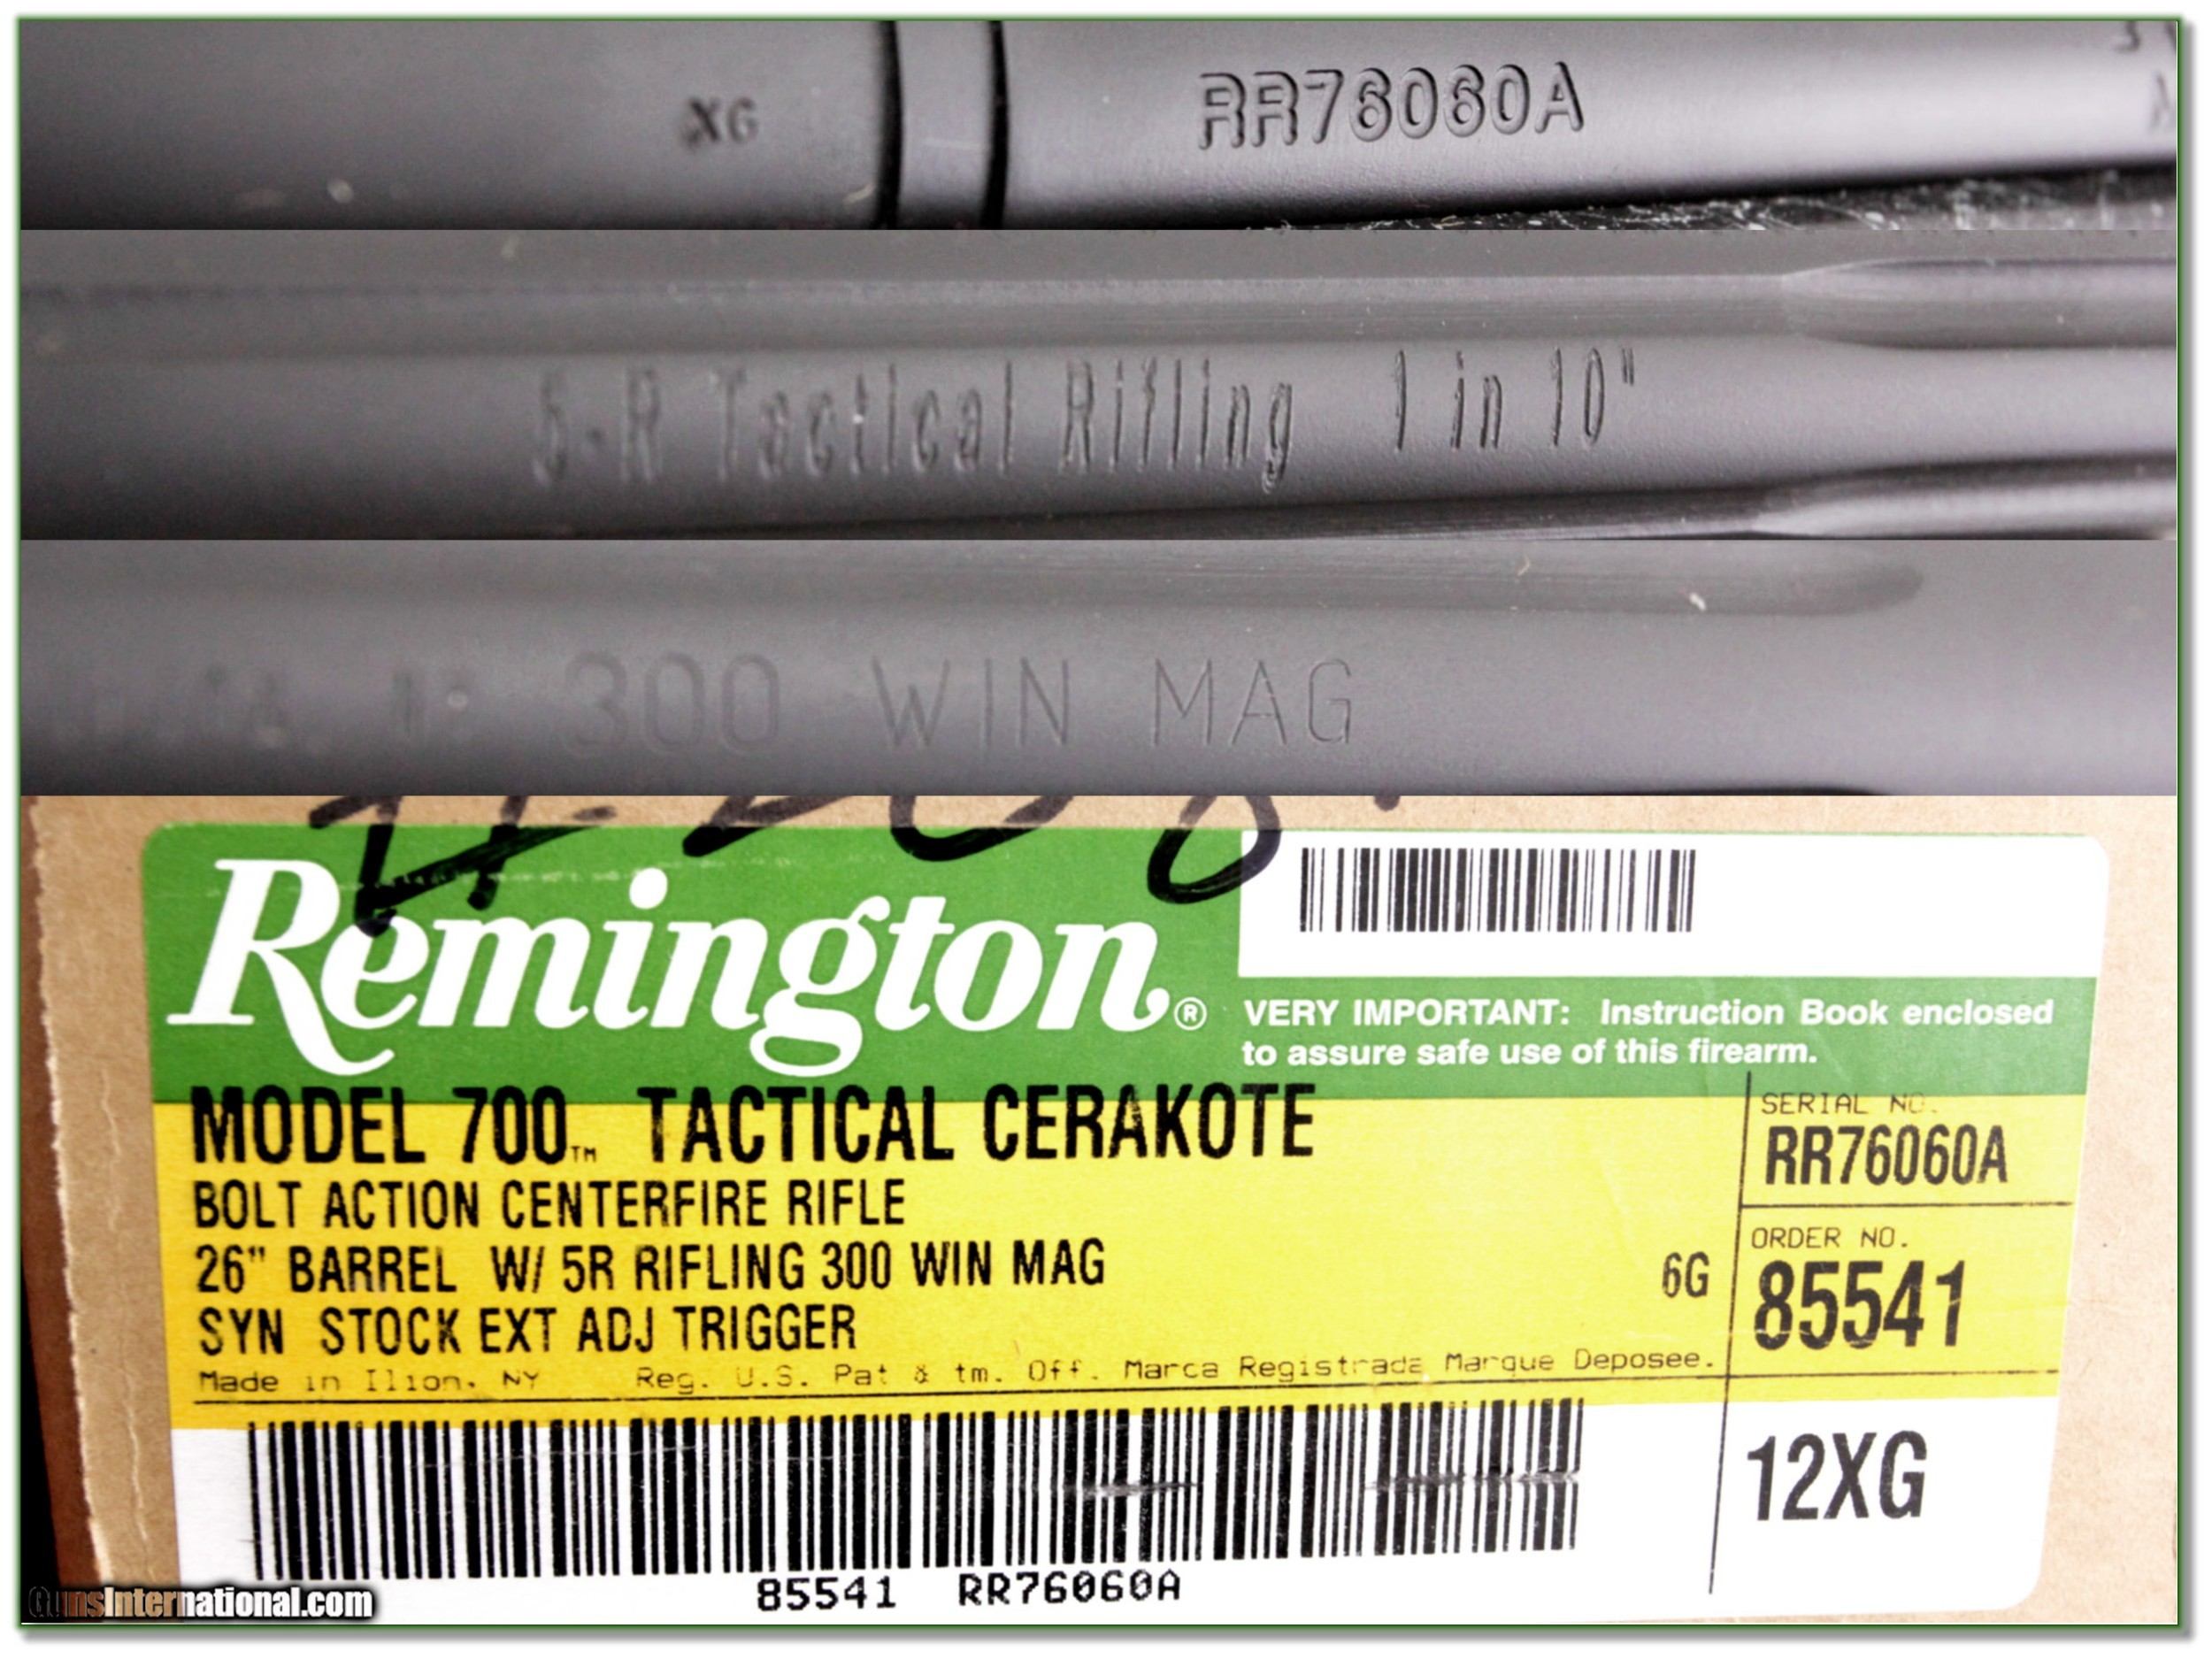 XG RR76060A
5-R Tactical Rifling 1 in 10"
300 WIN MAG
Remington®
VERY IMPORTANT: Instruction Book enclosed
to assure safe use of this firearm.
MODEL 700™ TACTICAL CERAKOTE
BOLT ACTION CENTERFIRE RIFLE
26" BARREL W/ 5R RIFLING 300 WIN MAG
6G
SYN STOCK EXT ADJ TRIGGER
Made in Ilion, NY Reg. U.S. Pat & tm. Off. Marca Registrada Marque Deposee.
SERIAL NO.
RR76060A
ORDER NO.
85541
12XG
85541 RR76060A
GunsInternational.com